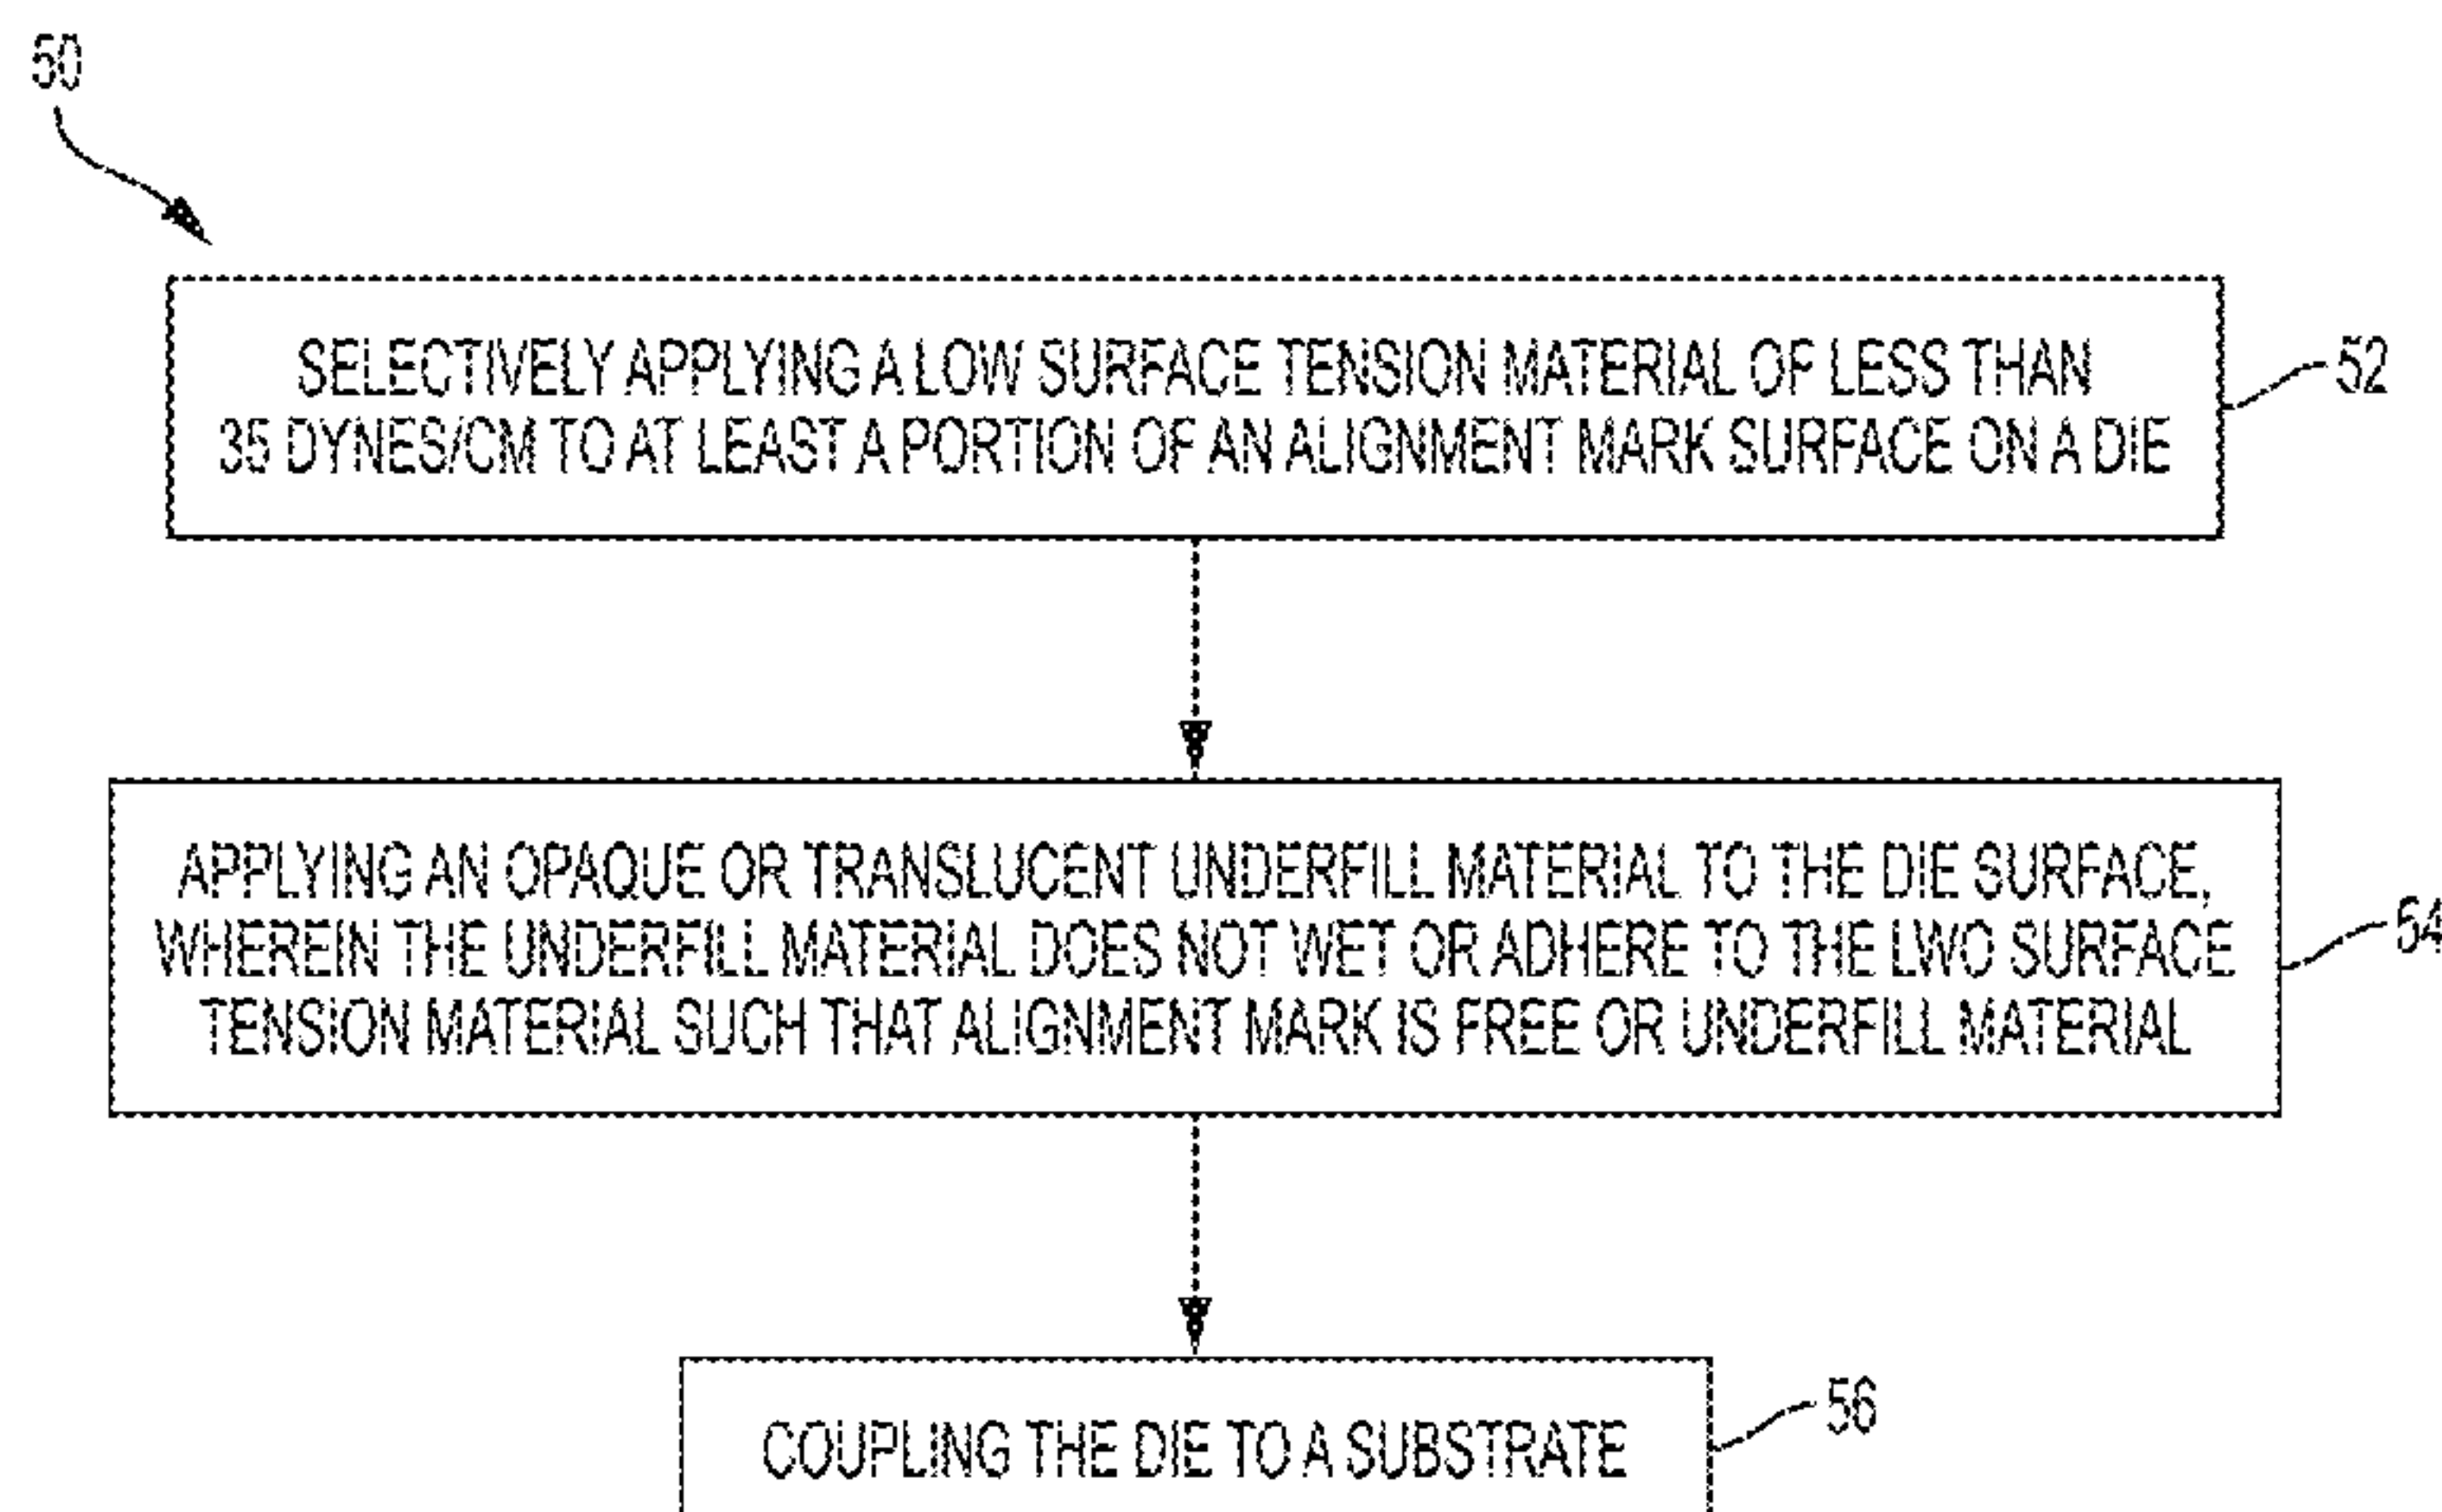 50
SELECTIVELY APPLYING A LOW SURFACE TENSION MATERIAL OF LESS THAN
35 DYNES/CM TO AT LEAST A PORTION OF AN ALIGNMENT MARK SURFACE ON A DIE
52
APPLYING AN OPAQUE OR TRANSLUCENT UNDERFILL MATERIAL TO THE DIE SURFACE,
WHEREIN THE UNDERFILL MATERIAL DOES NOT WET OR ADHERE TO THE LWO SURFACE
TENSION MATERIAL SUCH THAT ALIGNMENT MARK IS FREE OR UNDERFILL MATERIAL
54
COUPLING THE DIE TO A SUBSTRATE
56